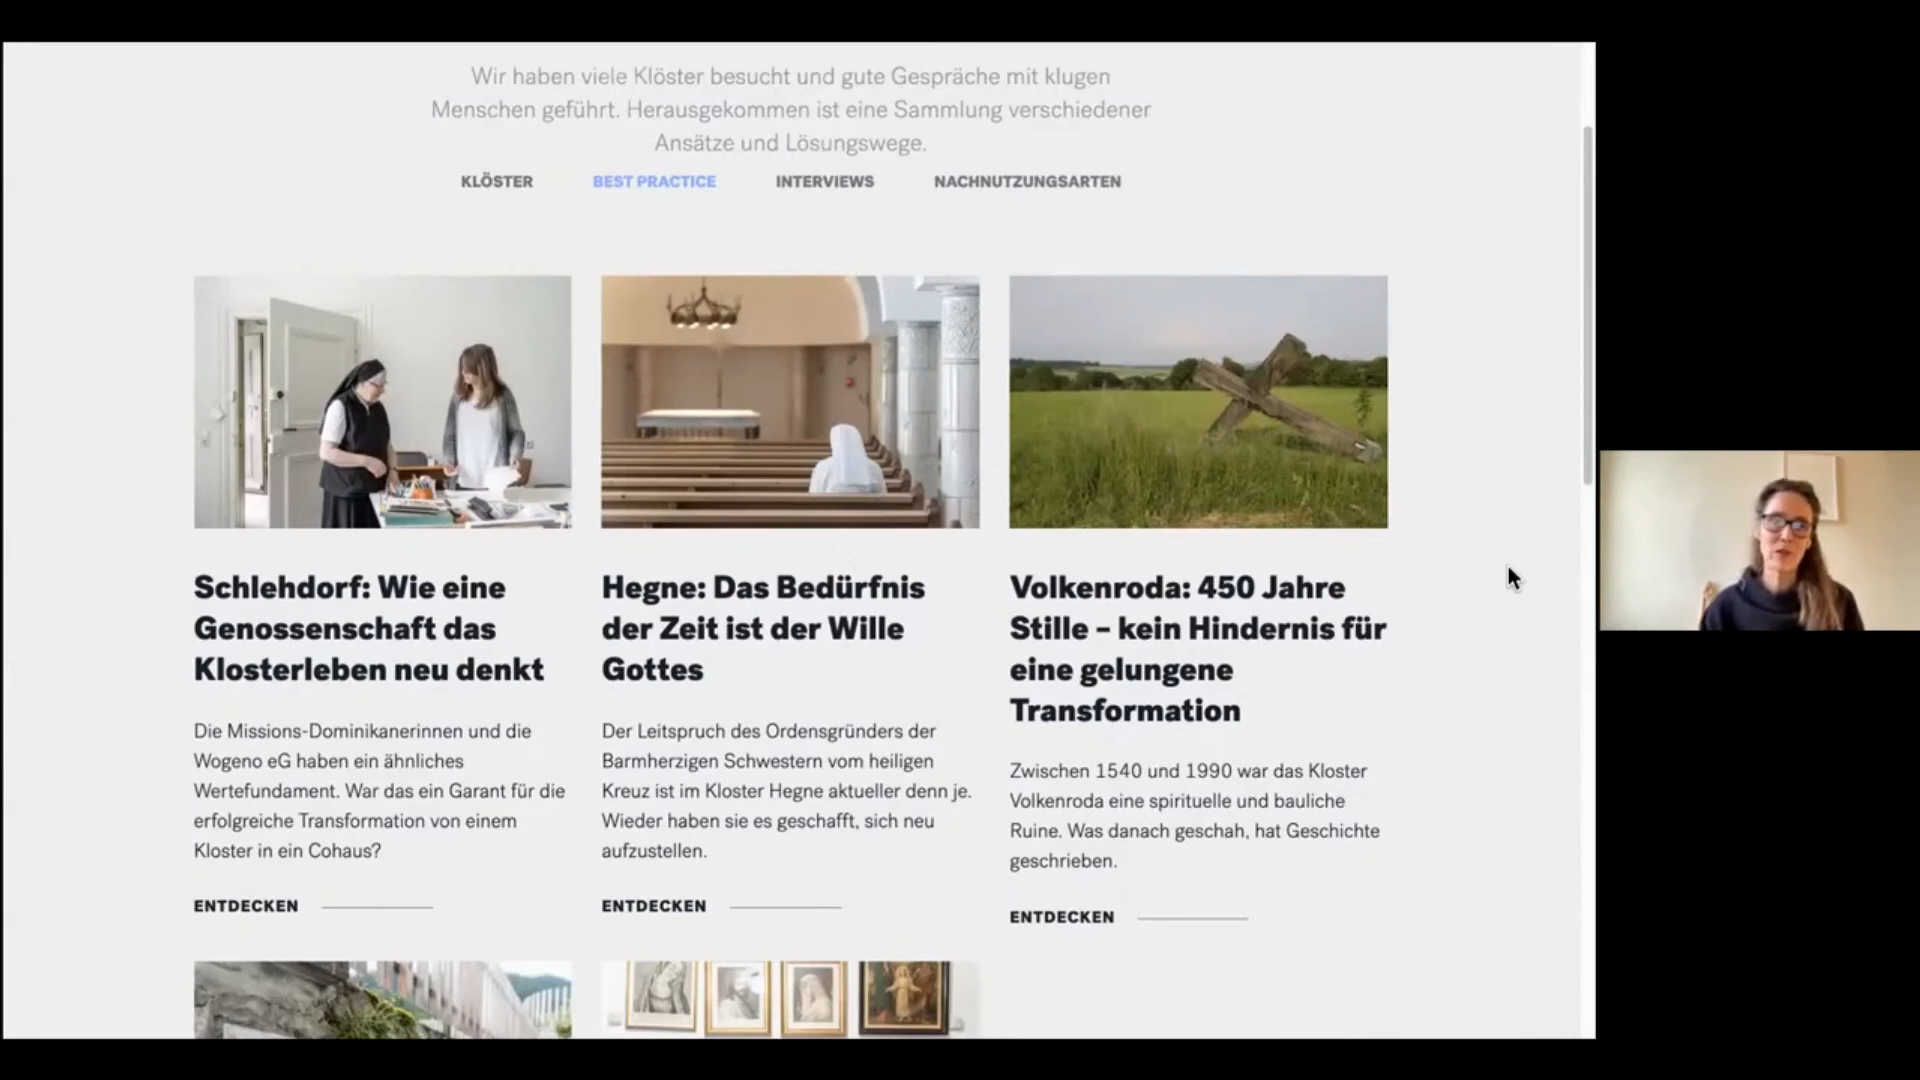 Wir haben viele Klöster besucht und gute Gespräche mit klugen
Menschen geführt. Herausgekommen ist eine Sammlung verschiedener
Ansätze und Lösungswege.
KLÖSTER BEST PRACTICE INTERVIEWS NACHNUTZUNGSARTEN
Schlehdorf: Wie eine
Genossenschaft das
Klosterleben neu denkt
Die Missions-Dominikanerinnen und die
Wogeno eG haben ein ähnliches
Wertefundament. War das ein Garant für die
erfolgreiche Transformation von einem
Kloster in ein Cohaus?
ENTDECKEN
Hegne: Das Bedürfnis
der Zeit ist der Wille
Gottes
Der Leitspruch des Ordensgründers der
Barmherzigen Schwestern vom heiligen
Kreuz ist im Kloster Hegne aktueller denn je.
Wieder haben sie es geschafft, sich neu
aufzustellen.
ENTDECKEN
Volkenroda: 450 Jahre
Stille – kein Hindernis für
eine gelungene
Transformation
Zwischen 1540 und 1990 war das Kloster
Volkenroda eine spirituelle und bauliche
Ruine. Was danach geschah, hat Geschichte
geschrieben.
ENTDECKEN